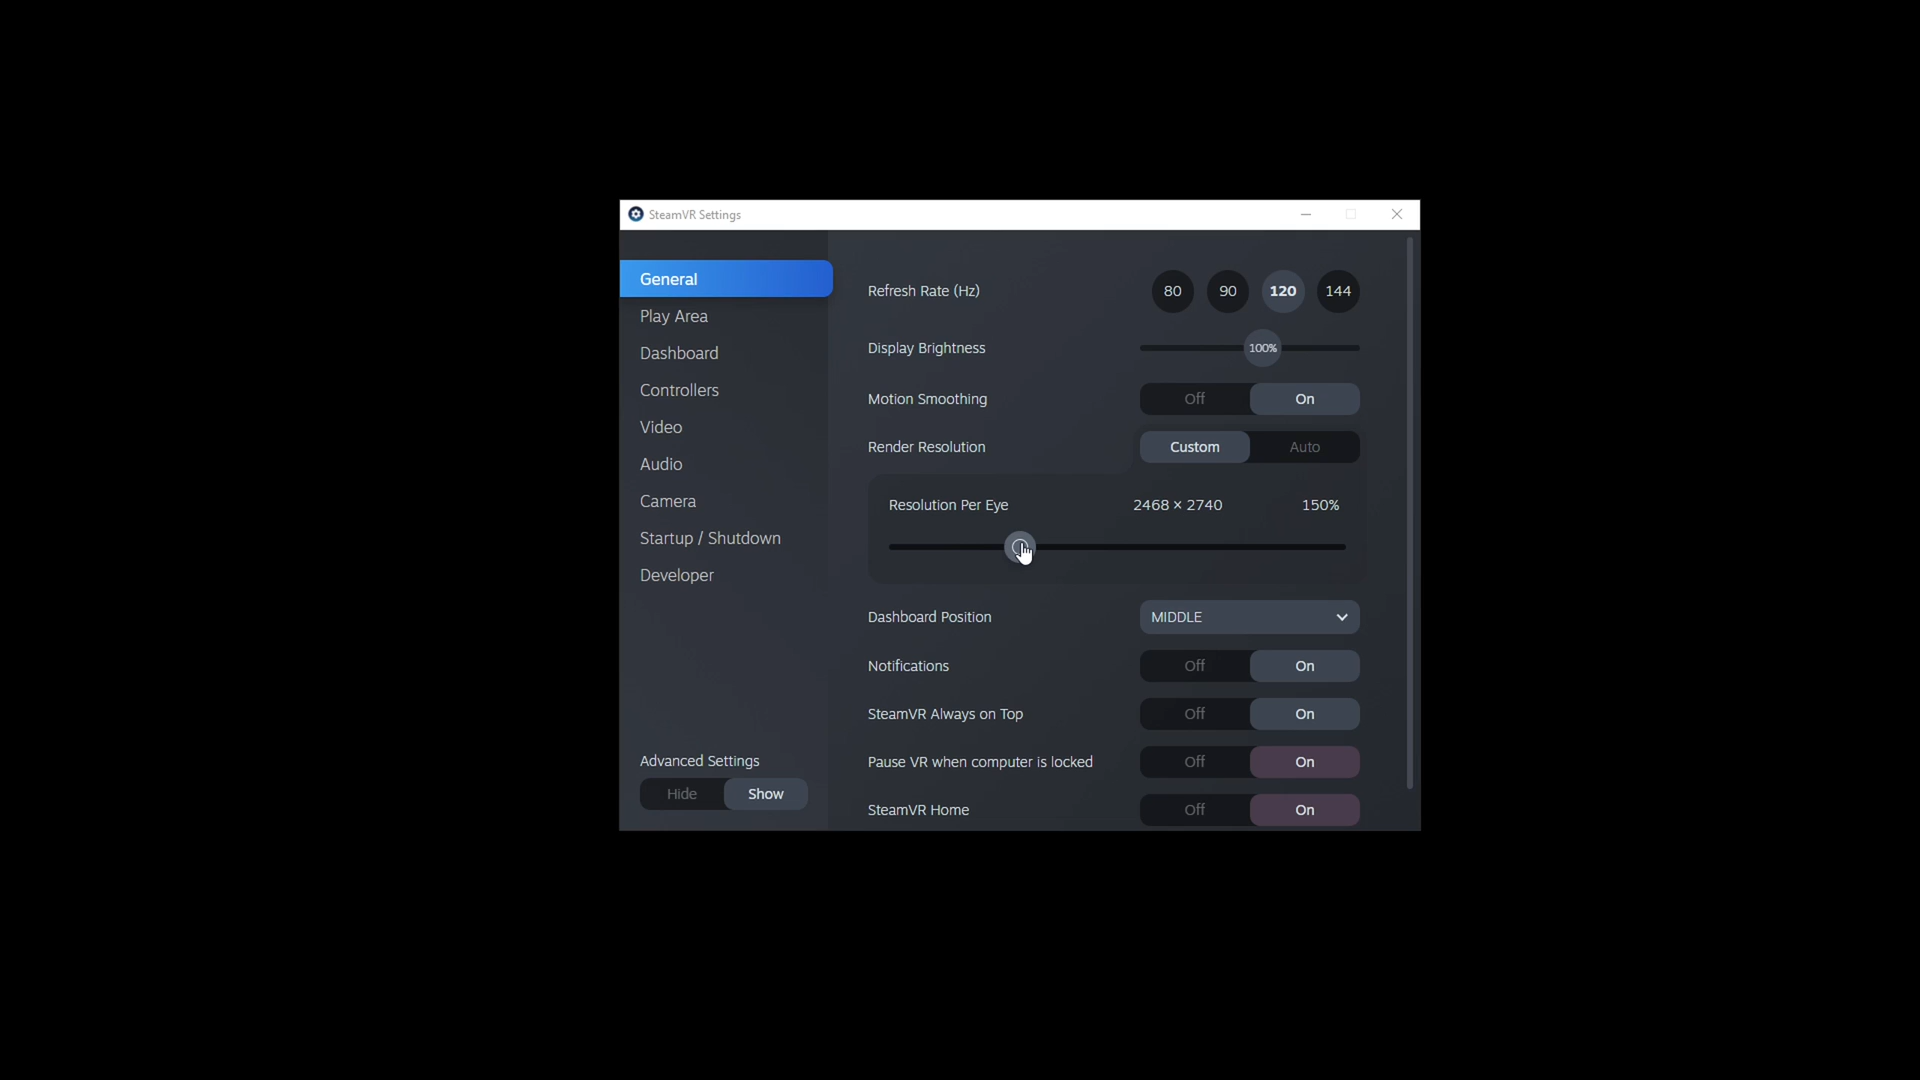 SteamVR Settings
General
Play Area
Dashboard
Controllers
Video
Audio
Camera
Startup / Shutdown
Developer
Advanced Settings
Hide Show
Refresh Rate (Hz) 80 90 120 144
Display Brightness 100%
Motion Smoothing Off On
Render Resolution Custom Auto
Resolution Per Eye 2468 × 2740 150%
Dashboard Position MIDDLE
Notifications Off On
SteamVR Always on Top Off On
Pause VR when computer is locked Off On
SteamVR Home Off On